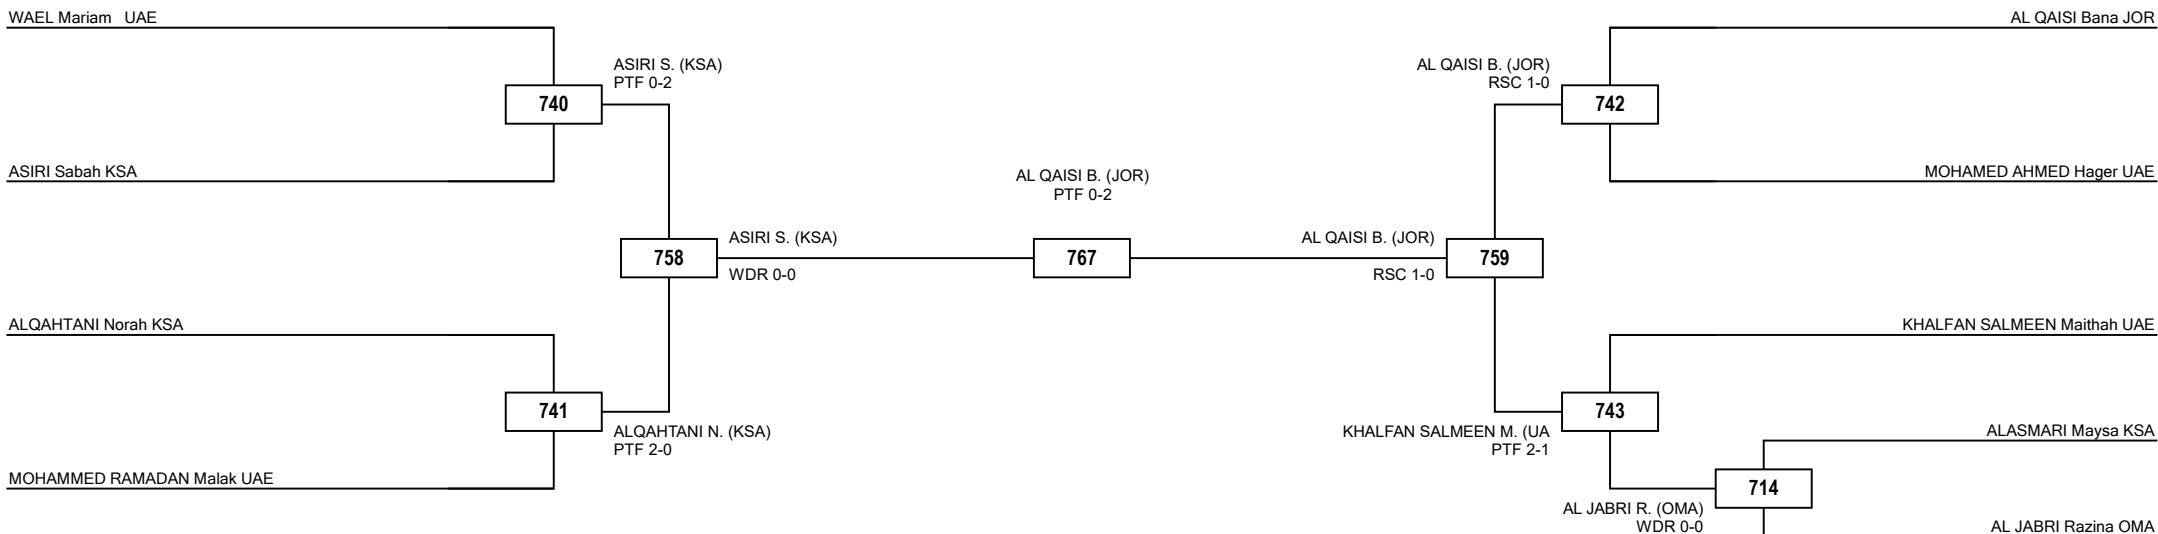 WAEL Mariam   UAE
AL QAISI Bana JOR
ASIRI S. (KSA)
PTF 0-2
AL QAISI B. (JOR)
RSC 1-0
740
742
ASIRI Sabah KSA
MOHAMED AHMED Hager UAE
AL QAISI B. (JOR)
PTF 0-2
758
ASIRI S. (KSA)
WDR 0-0
767
AL QAISI B. (JOR)
RSC 1-0
759
ALQAHTANI Norah KSA
KHALFAN SALMEEN Maithah UAE
741
743
ALQAHTANI N. (KSA)
PTF 2-0
KHALFAN SALMEEN M. (UA
PTF 2-1
ALASMARI Maysa KSA
MOHAMMED RAMADAN Malak UAE
714
AL JABRI R. (OMA)
WDR 0-0
AL JABRI Razina OMA